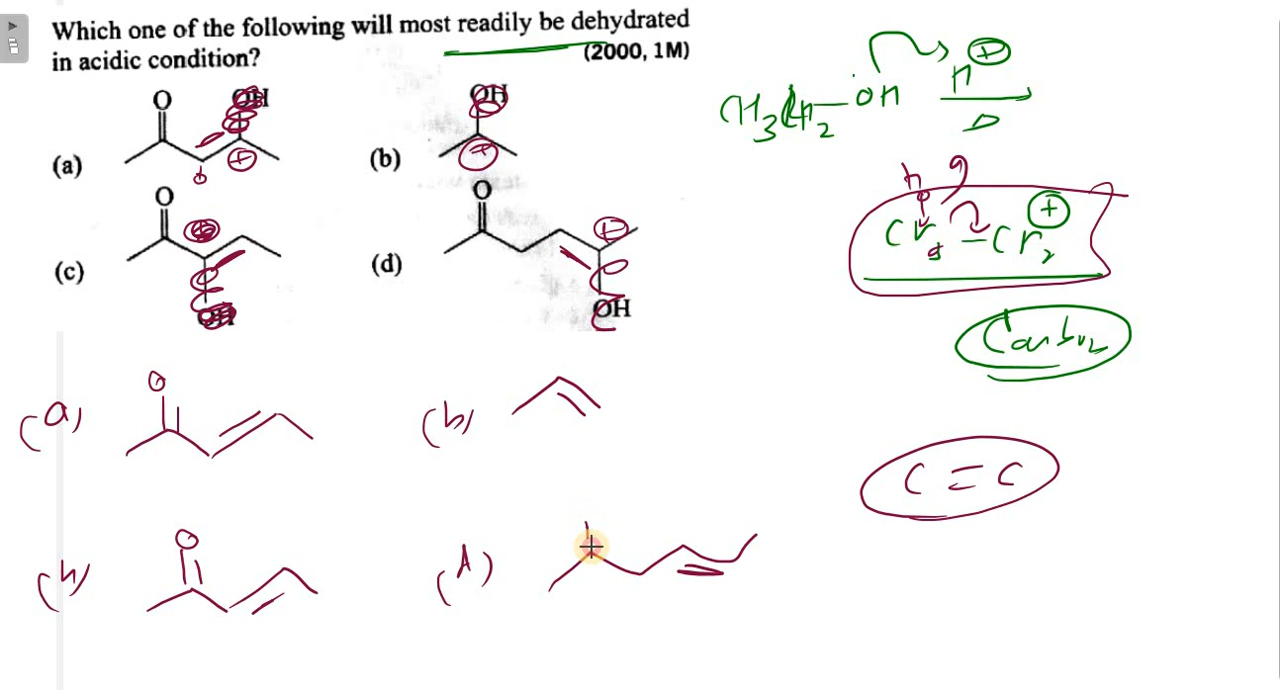 Which one of the following will most readily be dehydrated
in acidic condition?
(2000, 1M)
O
OH
OH
(a)
(b)
O
O
(c)
(d)
OH
OH
CH3CH2–OH
H⊕
Δ
H
⊕
(a)
O
(b)
C=C
O